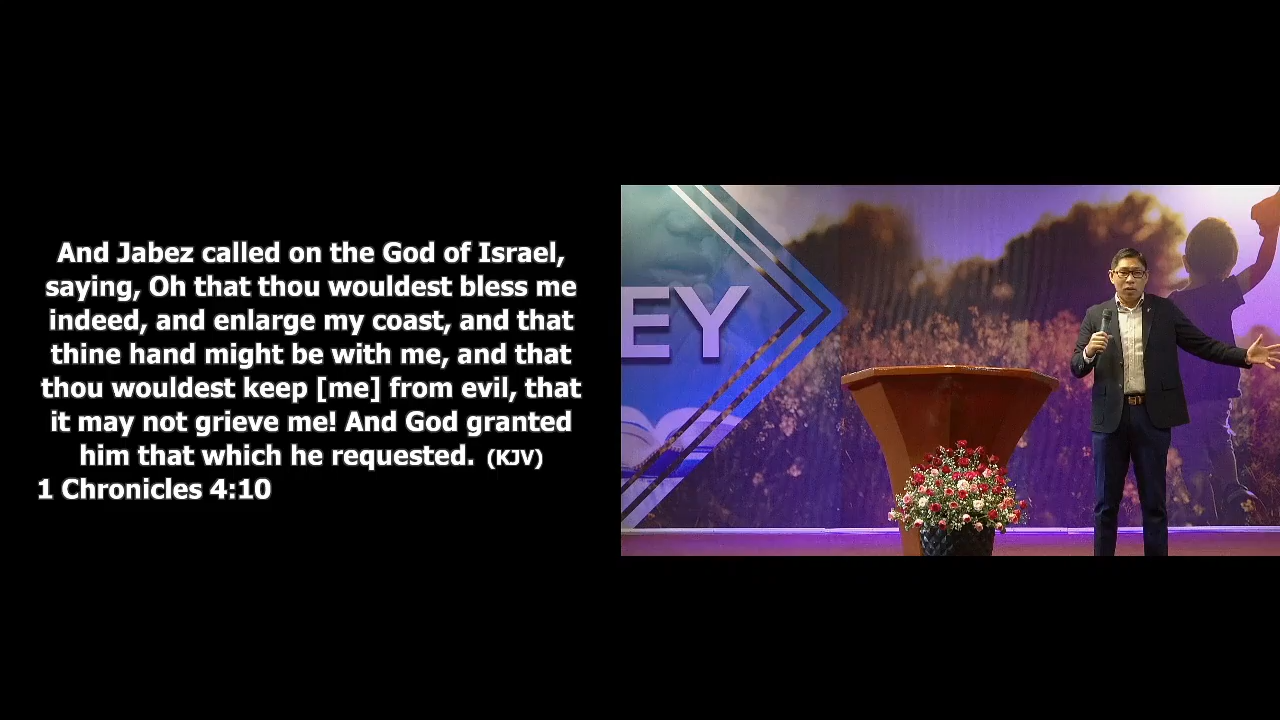 And Jabez called on the God of Israel,
saying, Oh that thou wouldest bless me
indeed, and enlarge my coast, and that
thine hand might be with me, and that
thou wouldest keep [me] from evil, that
it may not grieve me! And God granted
him that which he requested. (KJV)
1 Chronicles 4:10
EY